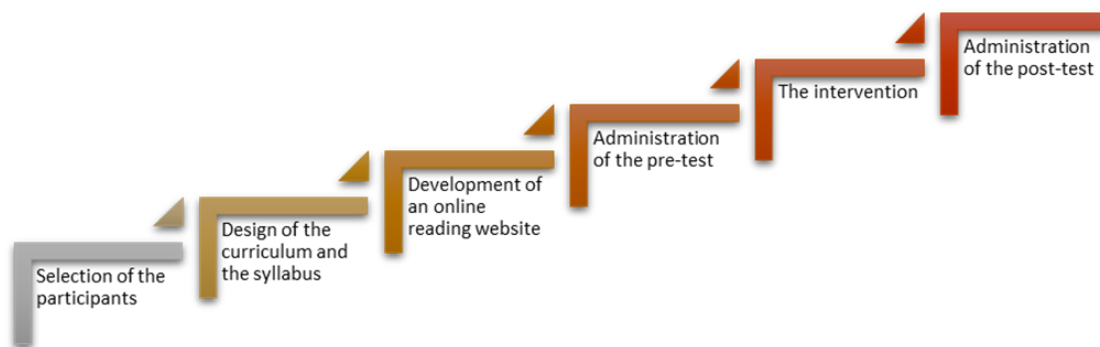 Selection of the
participants
Design of the
curriculum and
the syllabus
Development of
an online
reading website
Administration
of the pre-test
The intervention
Administration
of the post-test